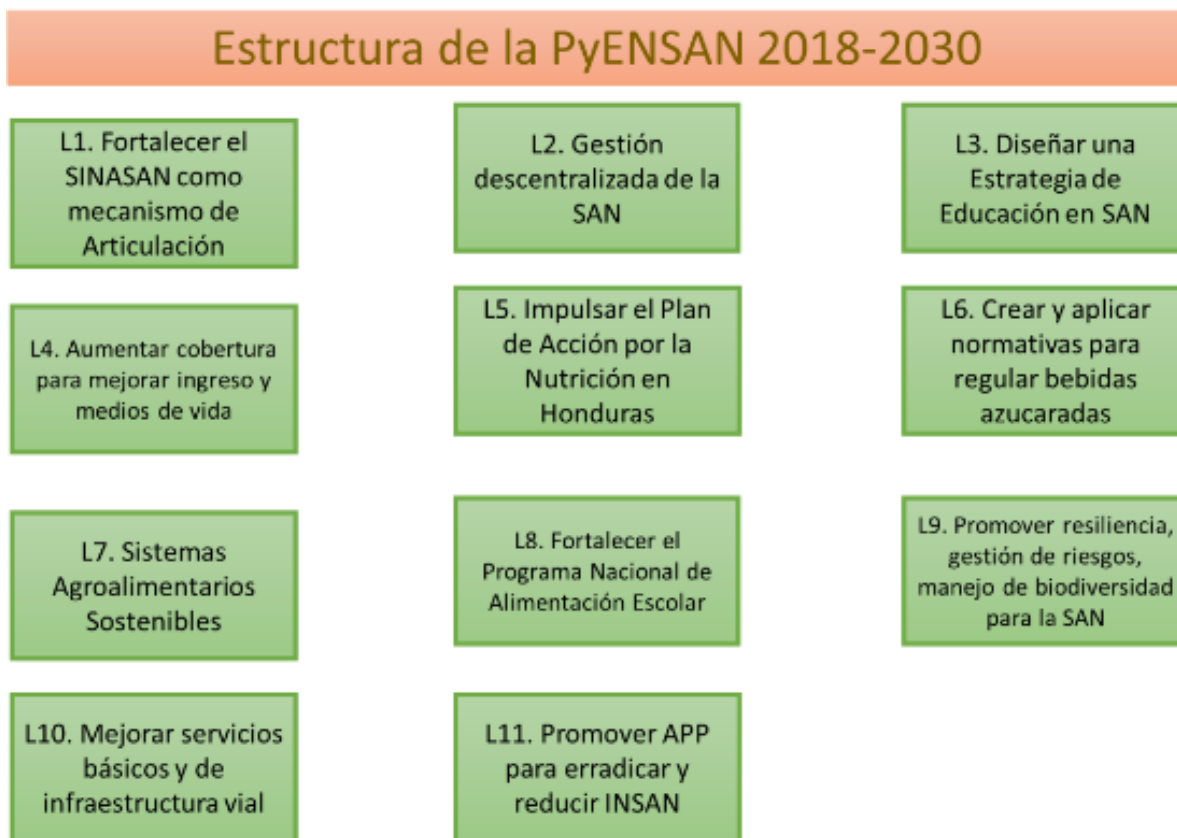 Estructura de la PyENSAN 2018-2030
L1. Fortalecer el
SINASAN como
mecanismo de
Articulación
L2. Gestión
descentralizada de la
SAN
L3. Diseñar una
Estrategia de
Educación en SAN
L4. Aumentar cobertura
para mejorar ingreso y
medios de vida
L5. Impulsar el Plan
de Acción por la
Nutrición en
Honduras
L6. Crear y aplicar
normativas para
regular bebidas
azucaradas
L7. Sistemas
Agroalimentarios
Sostenibles
L8. Fortalecer el
Programa Nacional de
Alimentación Escolar
L9. Promover resiliencia,
gestión de riesgos,
manejo de biodiversidad
para la SAN
L10. Mejorar servicios
básicos y de
infraestructura vial
L11. Promover APP
para erradicar y
reducir INSAN